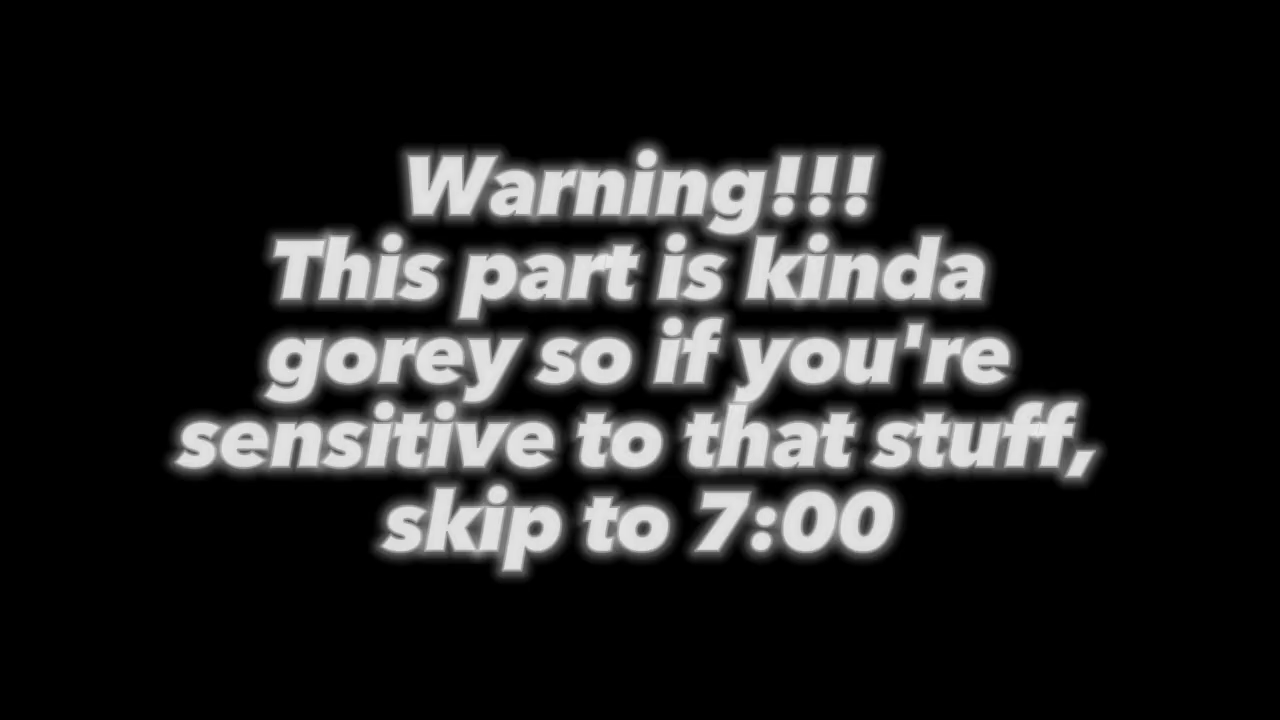 Warning!!!
This part is kinda
gorey so if you're
sensitive to that stuff,
skip to 7:00